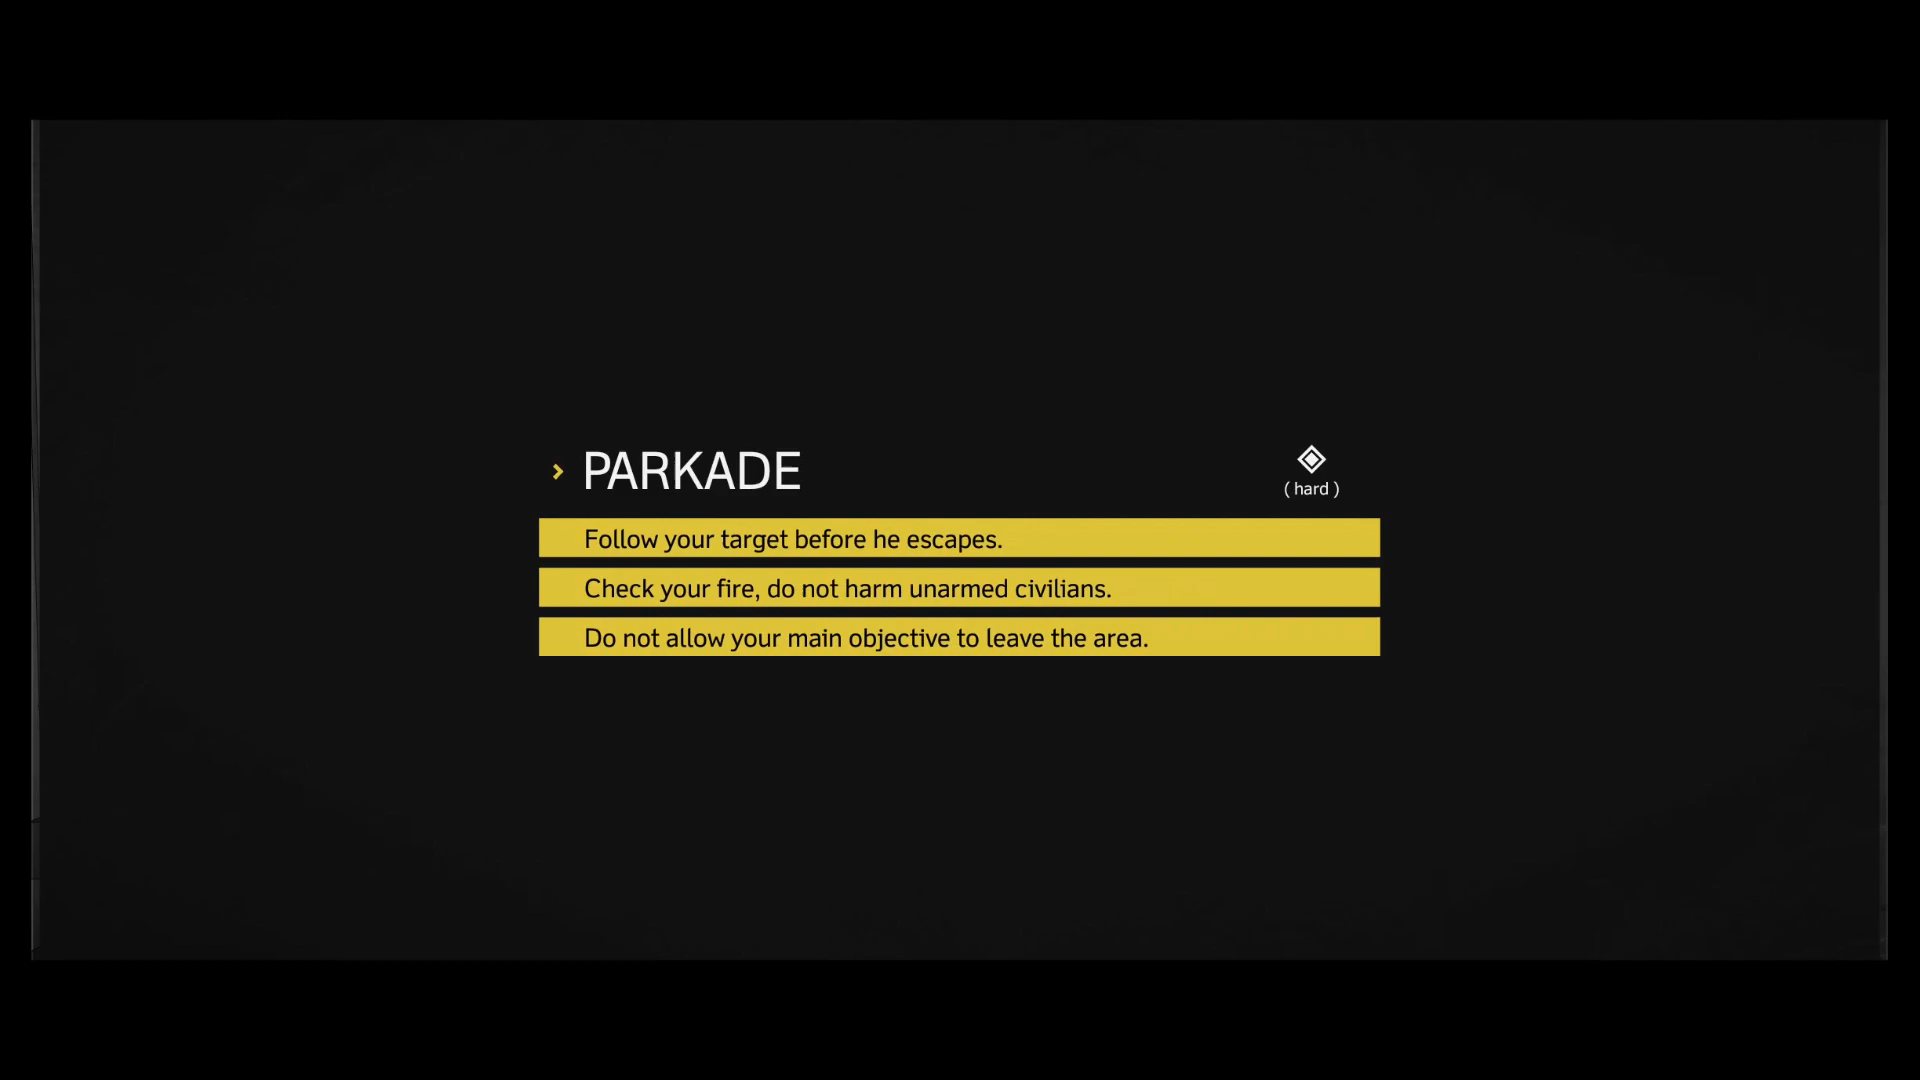 PARKADE
( hard )
Follow your target before he escapes.
Check your fire, do not harm unarmed civilians.
Do not allow your main objective to leave the area.